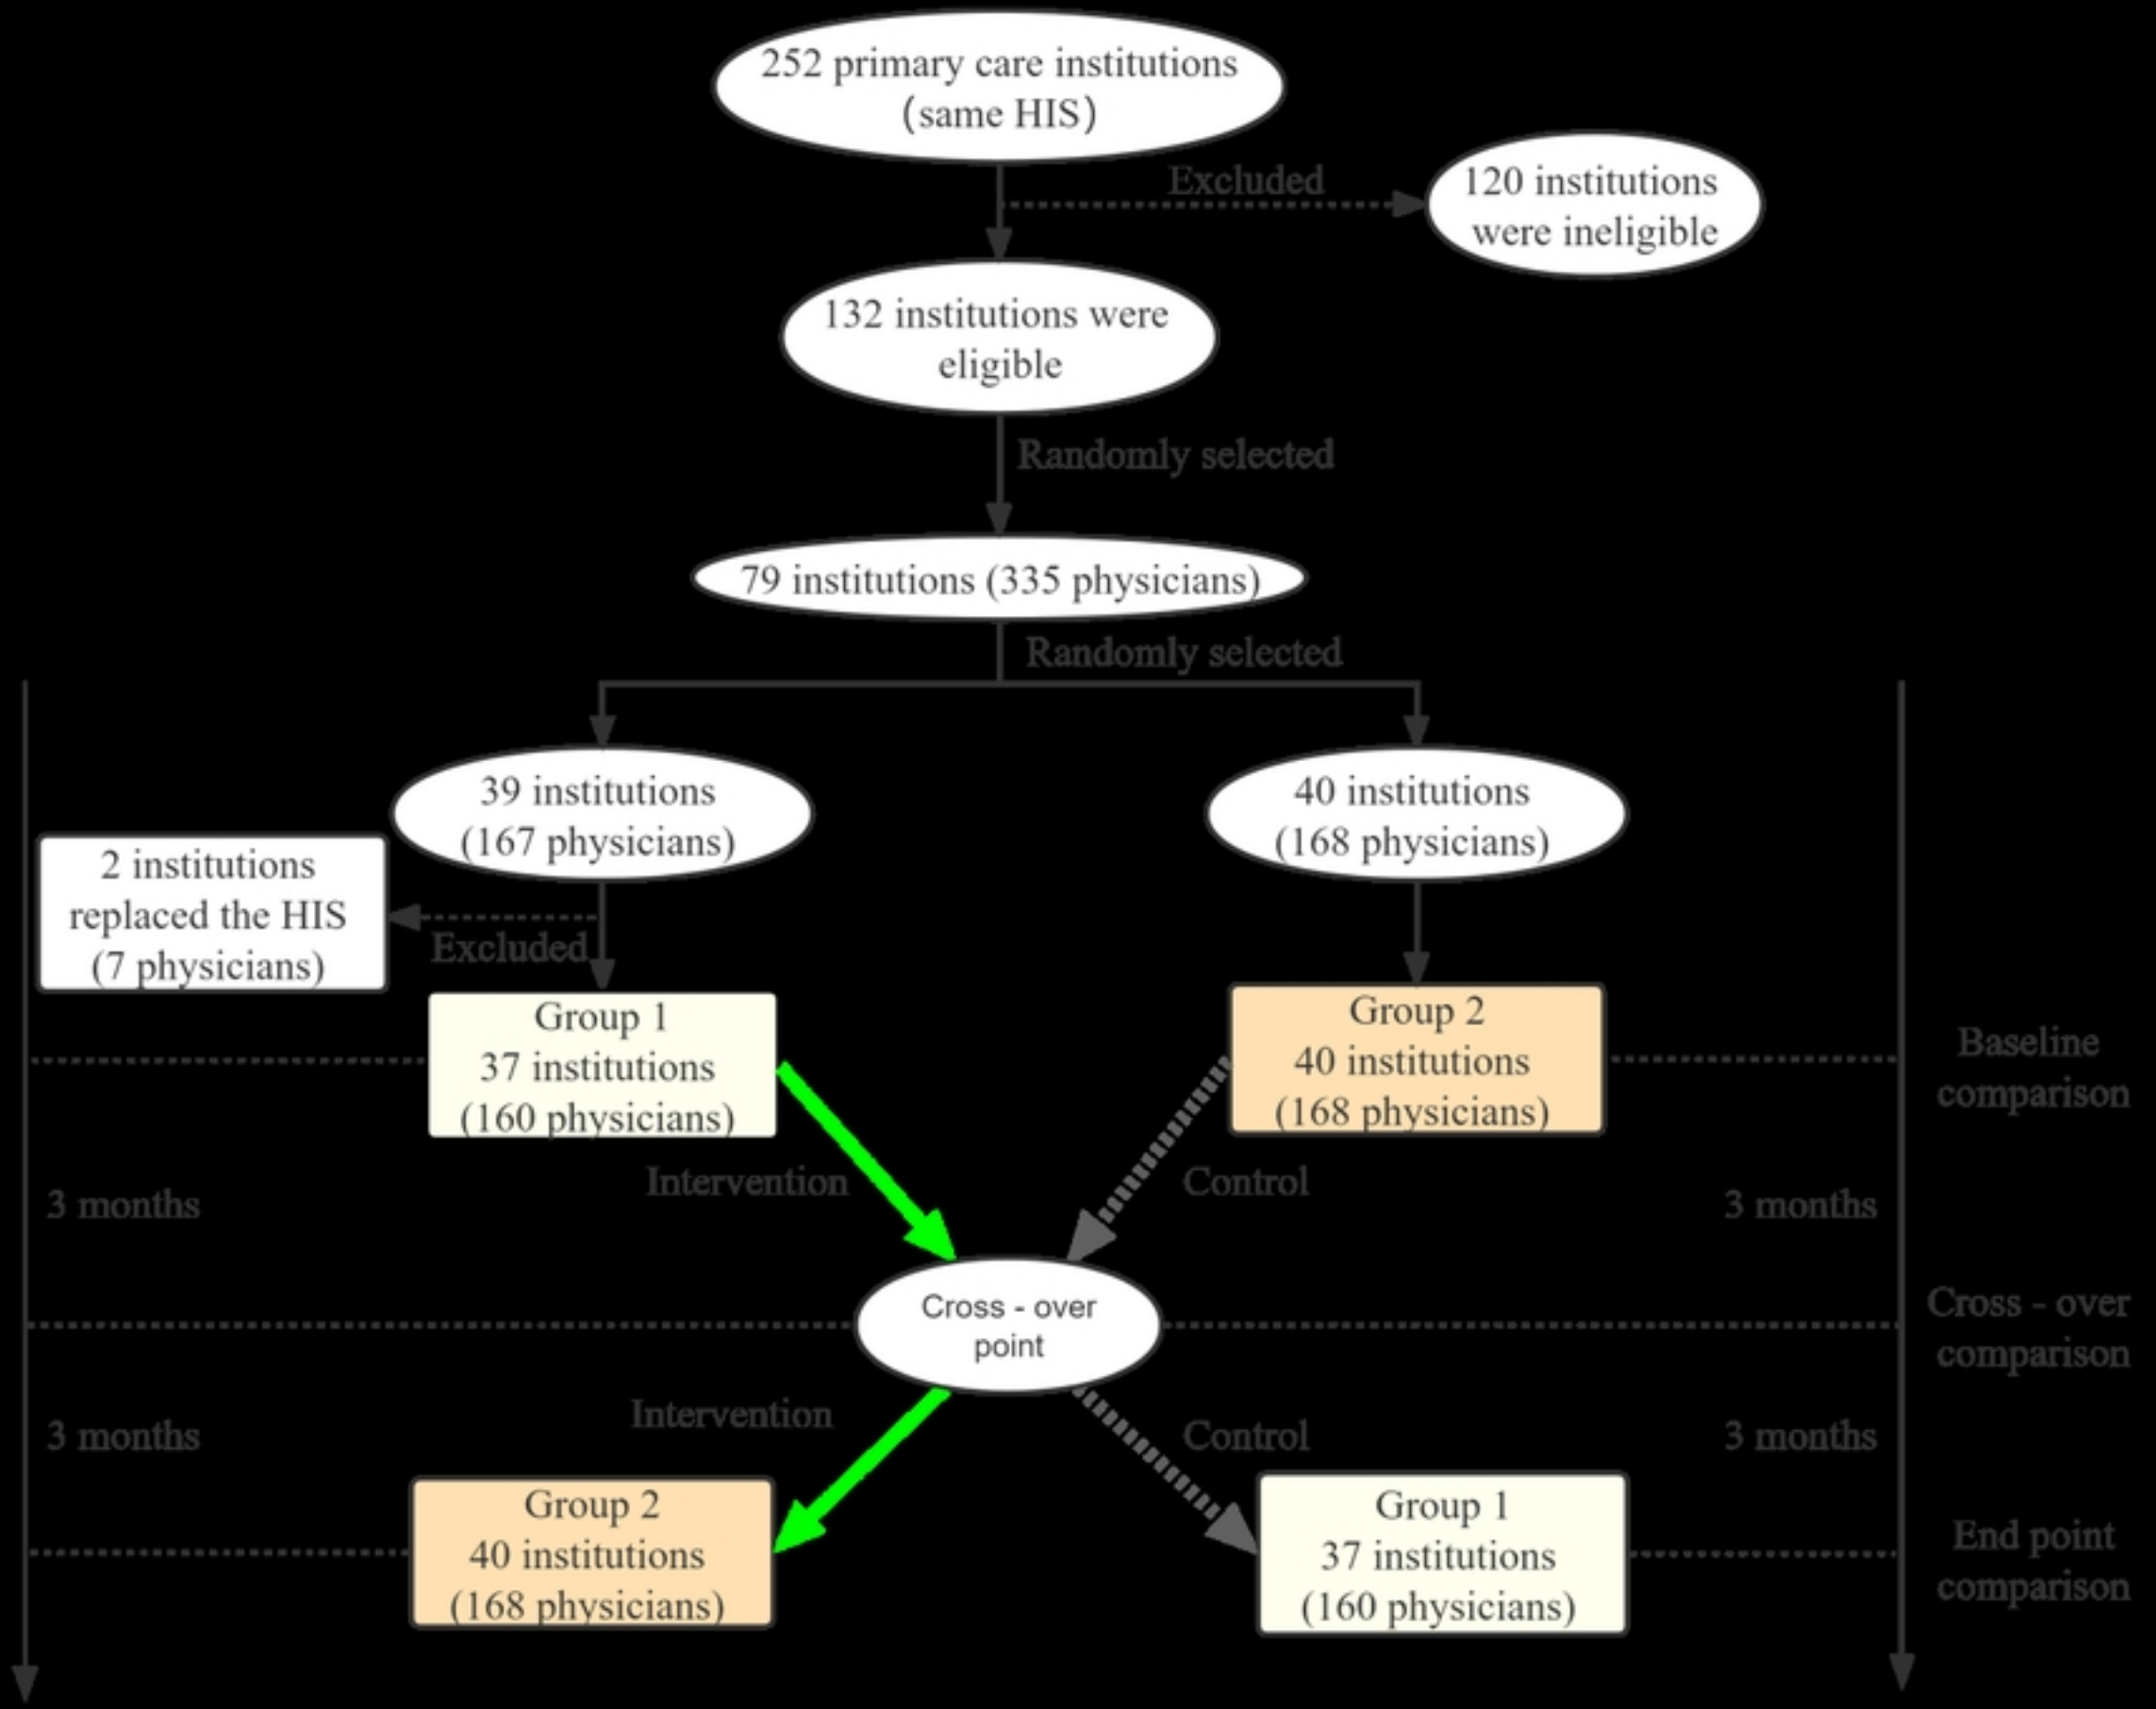 252 primary care institutions
(same HIS)
Excluded
120 institutions
were ineligible
132 institutions were
eligible
Randomly selected
79 institutions (335 physicians)
Randomly selected
39 institutions
(167 physicians)
40 institutions
(168 physicians)
2 institutions
replaced the HIS
(7 physicians)
Excluded
Group 1
37 institutions
(160 physicians)
Group 2
40 institutions
(168 physicians)
Baseline
comparison
Intervention
Control
3 months
3 months
Cross - over
point
Cross - over
comparison
Intervention
Control
3 months
3 months
Group 2
40 institutions
(168 physicians)
Group 1
37 institutions
(160 physicians)
End point
comparison